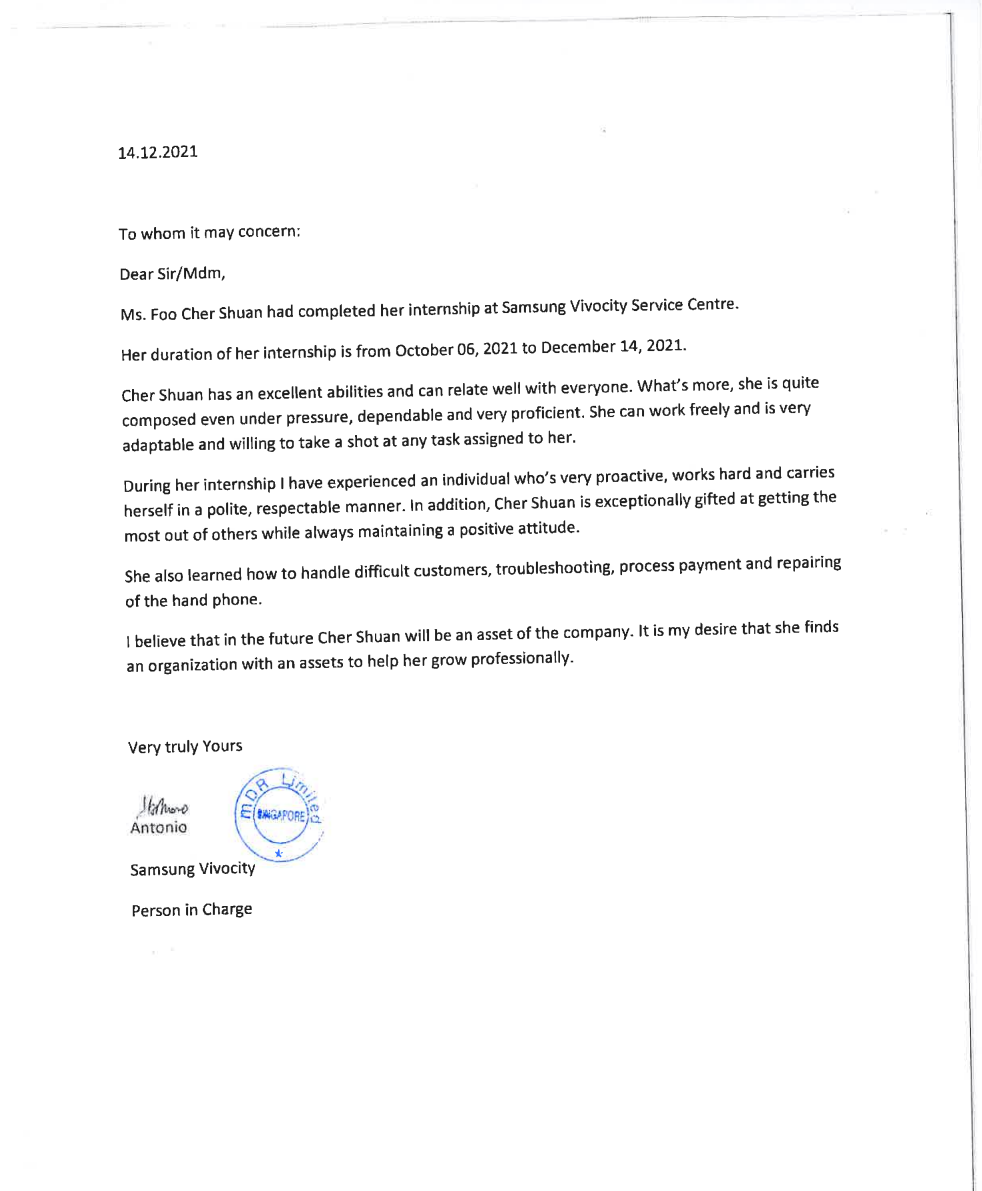 14.12.2021
To whom it may concern:
Dear Sir/Mdm,
Ms. Foo Cher Shuan had completed her internship at Samsung Vivocity Service Centre.
Her duration of her internship is from October 06, 2021 to December 14, 2021.
Cher Shuan has an excellent abilities and can relate well with everyone. What's more, she is quite
composed even under pressure, dependable and very proficient. She can work freely and is very
adaptable and willing to take a shot at any task assigned to her.
During her internship I have experienced an individual who's very proactive, works hard and carries
herself in a polite, respectable manner. In addition, Cher Shuan is exceptionally gifted at getting the
most out of others while always maintaining a positive attitude.
She also learned how to handle difficult customers, troubleshooting, process payment and repairing
of the hand phone.
I believe that in the future Cher Shuan will be an asset of the company. It is my desire that she finds
an organization with an assets to help her grow professionally.
Very truly Yours
mDR Limited
SINGAPORE
Antonio
Samsung Vivocity
Person in Charge